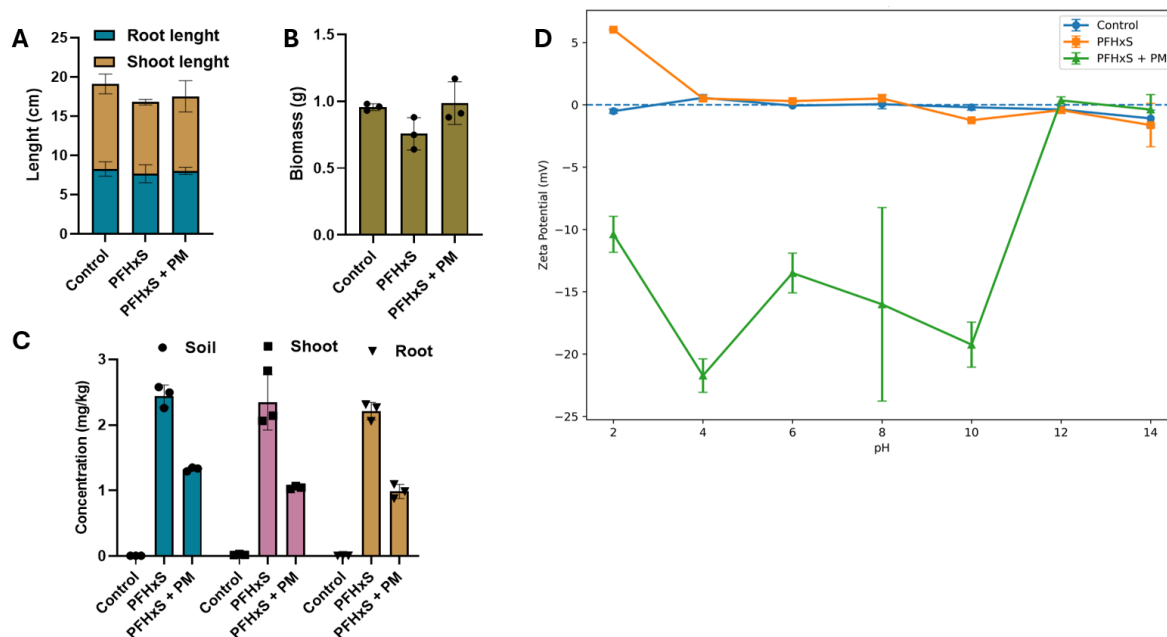 A
Lenght (cm)
25
20
15
10
5
0
Root lenght
Shoot lenght
Control
PFHxS
PFHxS + PM
B
Biomass (g)
1.5
1.0
0.5
0.0
Control
PFHxS
PFHxS + PM
C
Soil
Shoot
Root
Concentration (mg/kg)
3
2
1
0
Control
PFHxS
PFHxS + PM
Control
PFHxS
PFHxS + PM
Control
PFHxS
PFHxS + PM
D
Control
PFHxS
PFHxS + PM
Zeta Potential (mV)
5
0
−5
−10
−15
−20
−25
2
4
6
8
10
12
14
pH